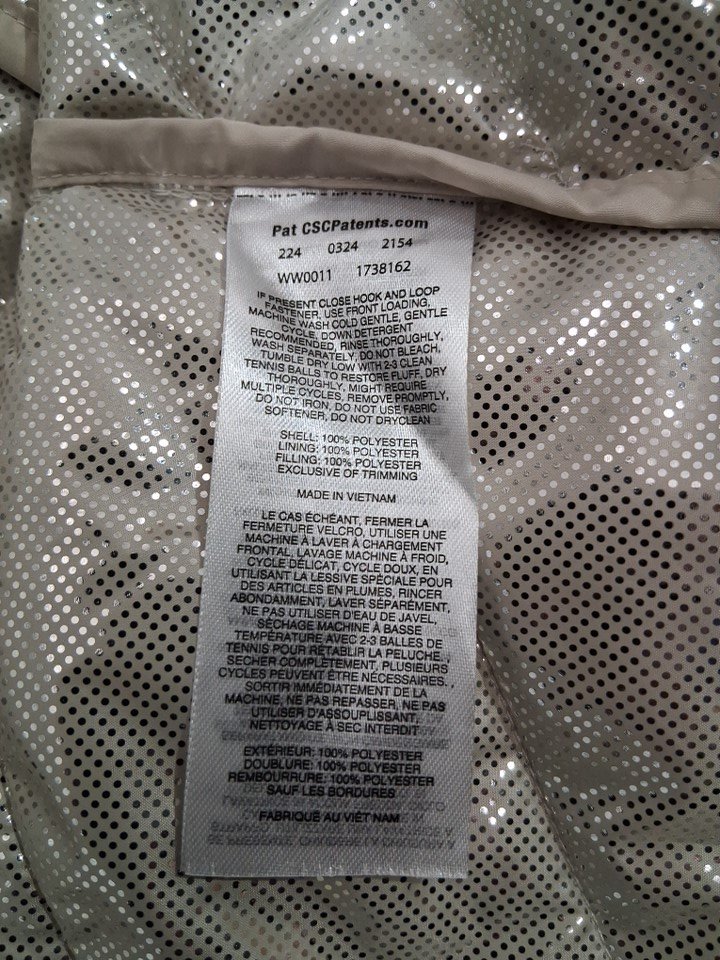 Pat CSCPatents.com
224 0324 2154
WW0011 1738162
IF PRESENT CLOSE HOOK AND LOOP
FASTENER, USE FRONT LOADING,
MACHINE WASH COLD GENTLE, GENTLE
CYCLE, DOWN DETERGENT
RECOMMENDED, RINSE THOROUGHLY,
WASH SEPARATELY, DO NOT BLEACH,
TUMBLE DRY LOW WITH 2-3 CLEAN
TENNIS BALLS TO RESTORE FLUFF, DRY
THOROUGHLY. MIGHT REQUIRE
MULTIPLE CYCLES, REMOVE PROMPTLY,
DO NOT IRON, DO NOT USE FABRIC
SOFTENER, DO NOT DRYCLEAN
SHELL: 100% POLYESTER
LINING: 100% POLYESTER
FILLING: 100% POLYESTER
EXCLUSIVE OF TRIMMING
MADE IN VIETNAM
LE CAS ÉCHÉANT, FERMER LA
FERMETURE VELCRO, UTILISER UNE
MACHINE À LAVER À CHARGEMENT
FRONTAL, LAVAGE MACHINE À FROID,
CYCLE DÉLICAT, CYCLE DOUX, EN
UTILISANT LA LESSIVE SPÉCIALE POUR
DES ARTICLES EN PLUMES, RINCER
ABONDAMMENT, LAVER SÉPARÉMENT,
NE PAS UTILISER D'EAU DE JAVEL,
SÉCHAGE MACHINE À BASSE
TEMPÉRATURE AVEC 2-3 BALLES DE
TENNIS POUR RÉTABLIR LA PELUCHE.,
SECHER COMPLÈTEMENT, PLUSIEURS
CYCLES PEUVENT ÊTRE NÉCESSAIRES.,
SORTIR IMMÉDIATEMENT DE LA
MACHINE, NE PAS REPASSER, NE PAS
UTILISER D'ASSOUPLISSANT,
NETTOYAGE À SEC INTERDIT
EXTÉRIEUR: 100% POLYESTER
DOUBLURE: 100% POLYESTER
REMBOURRURE: 100% POLYESTER
SAUF LES BORDURES
FABRIQUÉ AU VIÊT NAM